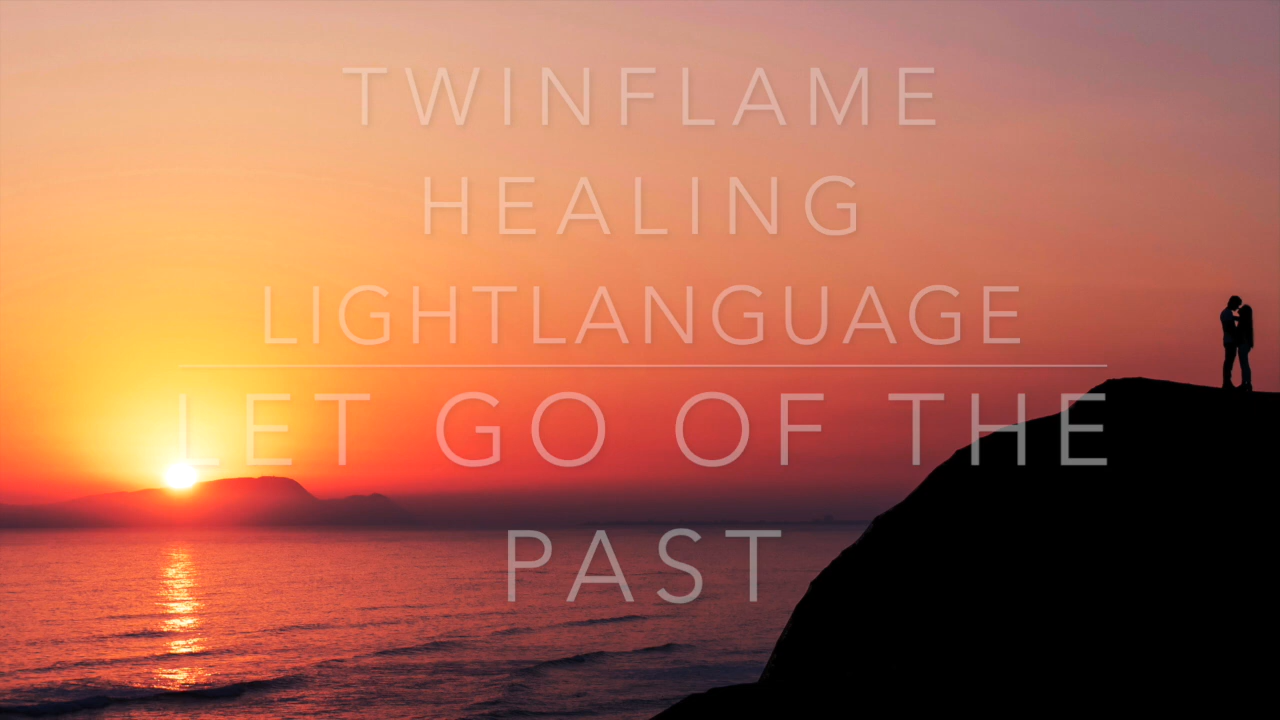 TWINFLAME
HEALING
LIGHTLANGUAGE
LET GO OF THE
PAST